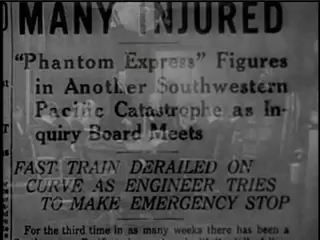 MANY INJURED
"Phantom Express" Figures
in Another Southwestern
Pacific Catastrophe as In-
quiry Board Meets
FAST TRAIN DERAILED ON
CURVE AS ENGINEER TRIES
TO MAKE EMERGENCY STOP
For the third time in as many weeks there has been a